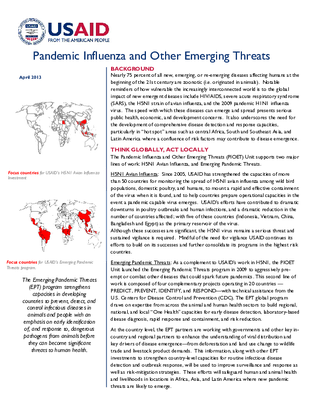 USAID
FROM THE AMERICAN PEOPLE
Pandemic Influenza and Other Emerging Threats
April 2013
Focus countries for USAID's H5N1 Avian Influenza
Investment
Focus countries for USAID's Emerging Pandemic
Threats program
The Emerging Pandemic Threats
(EPT) program strengthens
capacities in developing
countries to prevent, detect, and
control infectious diseases in
animals and people with an
emphasis on early identification
of, and response to, dangerous
pathogens from animals before
they can become significant
threats to human health.
BACKGROUND
Nearly 75 percent of all new, emerging, or re-emerging diseases affecting humans at the
beginning of the 21st century are zoonotic (i.e. originated in animals). Notable
reminders of how vulnerable the increasingly interconnected world is to the global
impact of new emergent disease include HIV/AIDS, severe acute respiratory syndrome
(SARS), the H5N1 strain of avian influenza, and the 2009 pandemic H1N1 influenza
virus. The speed with which these diseases can emerge and spread presents serious
public health, economic, and development concerns. It also underscores the need for
the development of comprehensive disease detection and response capacities,
particularly in "hot spot" areas such as central Africa, South and Southeast Asia, and
Latin America where a confluence of risk factors may contribute to disease emergence.
THINK GLOBALLY, ACT LOCALLY
The Pandemic Influenza and Other Emerging Threats (PIOET) Unit supports two major
lines of work: H5N1 Avian Influenza, and Emerging Pandemic Threats.
H5N1 Avian Influenza: Since 2005, USAID has strengthened the capacities of more
than 50 countries for monitoring the spread of H5N1 avian influenza among wild bird
populations, domestic poultry, and humans, to mount a rapid and effective containment
of the virus when it is found, and to help countries prepare operational capacities in the
event a pandemic capable virus emerges. USAID's efforts have contributed to dramatic
downturns in poultry outbreaks and human infections, and a dramatic reduction in the
number of countries affected; with five of these countries (Indonesia, Vietnam, China,
Bangladesh and Egypt) as the primary reservoir of the virus.
Although these successes are significant, the H5N1 virus remains a serious threat and
sustained vigilance is required. Mindful of the need for vigilance USAID continues its
efforts to build on its successes and further consolidate its programs in the highest risk
countries.
Emerging Pandemic Threats: As a complement to USAID's work in H5N1, the PIOET
Unit launched the Emerging Pandemic Threats program in 2009 to aggressively pre-
empt or combat other diseases that could spark future pandemics. This second line of
work is composed of four complementary projects operating in 20 countries —
PREDICT, PREVENT, IDENTIFY, and RESPOND—with technical assistance from the
U.S. Centers for Disease Control and Prevention (CDC). The EPT global program
draws on expertise from across the animal and human health sectors to build regional,
national, and local "One Health" capacities for early disease detection, laboratory-based
disease diagnosis, rapid response and containment, and risk reduction.
At the country level, the EPT partners are working with governments and other key in-
country and regional partners to enhance the understanding of viral distribution and
key drivers of disease emergence—from deforestation and land use change to wildlife
trade and livestock product demands. This information, along with other EPT
investments to strengthen country-level capacities for routine infectious disease
detection and outbreak response, will be used to improve surveillance and response as
well as risk-mitigation strategies. These efforts will safeguard human and animal health
and livelihoods in locations in Africa, Asia, and Latin America where new pandemic
threats are likely to emerge.